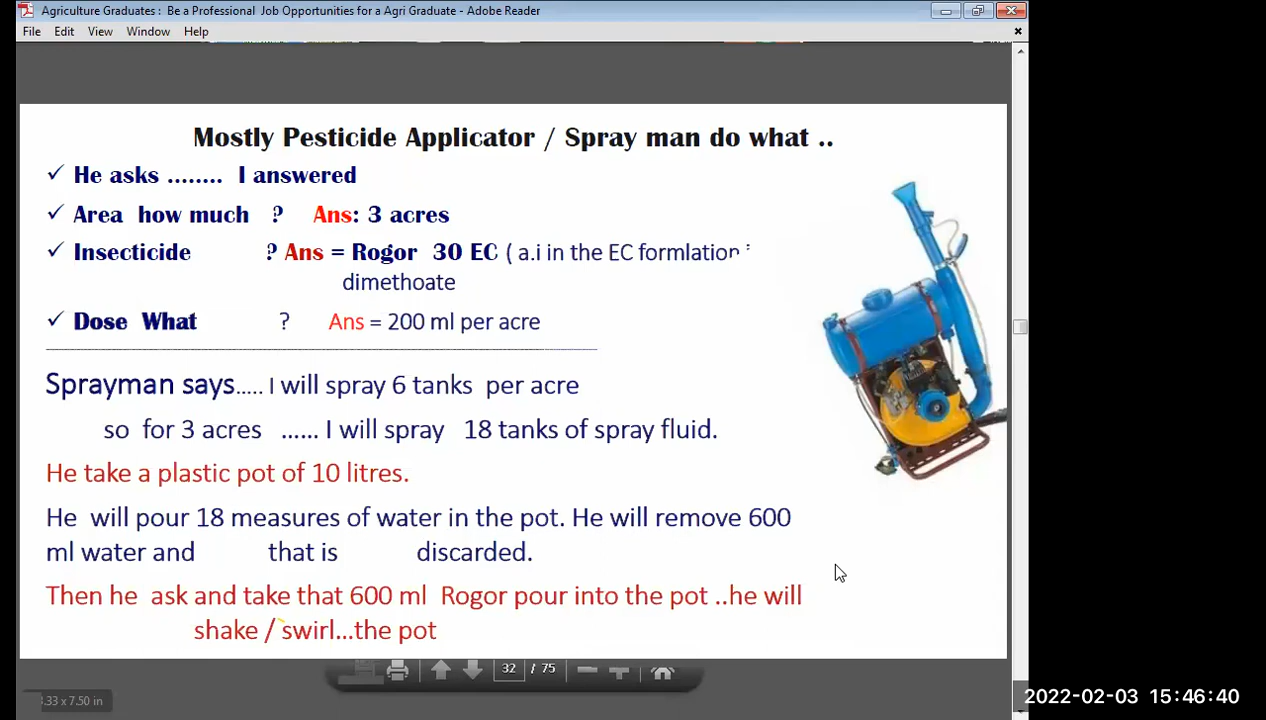 Agriculture Graduates : Be a Professional Job Opportunities for a Agri Graduate - Adobe Reader
File Edit View Window Help
Mostly Pesticide Applicator / Spray man do what ..
✓ He asks ........ I answered
✓ Area how much ? Ans: 3 acres
✓ Insecticide ? Ans = Rogor 30 EC ( a.i in the EC formlation
dimethoate
✓ Dose What ? Ans = 200 ml per acre
Sprayman says..... I will spray 6 tanks per acre
so for 3 acres ...... I will spray 18 tanks of spray fluid.
He take a plastic pot of 10 litres.
He will pour 18 measures of water in the pot. He will remove 600
ml water and that is discarded.
Then he ask and take that 600 ml Rogor pour into the pot ..he will
shake / swirl...the pot
32 / 75
.33 x 7.50 in
2022-02-03 15:46:40